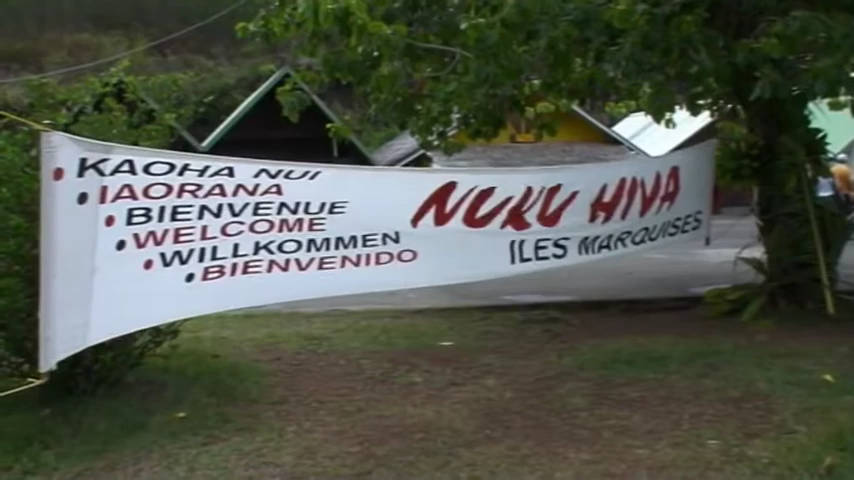 KAOHA NUI
IAORANA
BIENVENUE
WELCOME
WILLKOMMEN
BIENVENIDO
NUKU HIVA
ILES MARQUISES